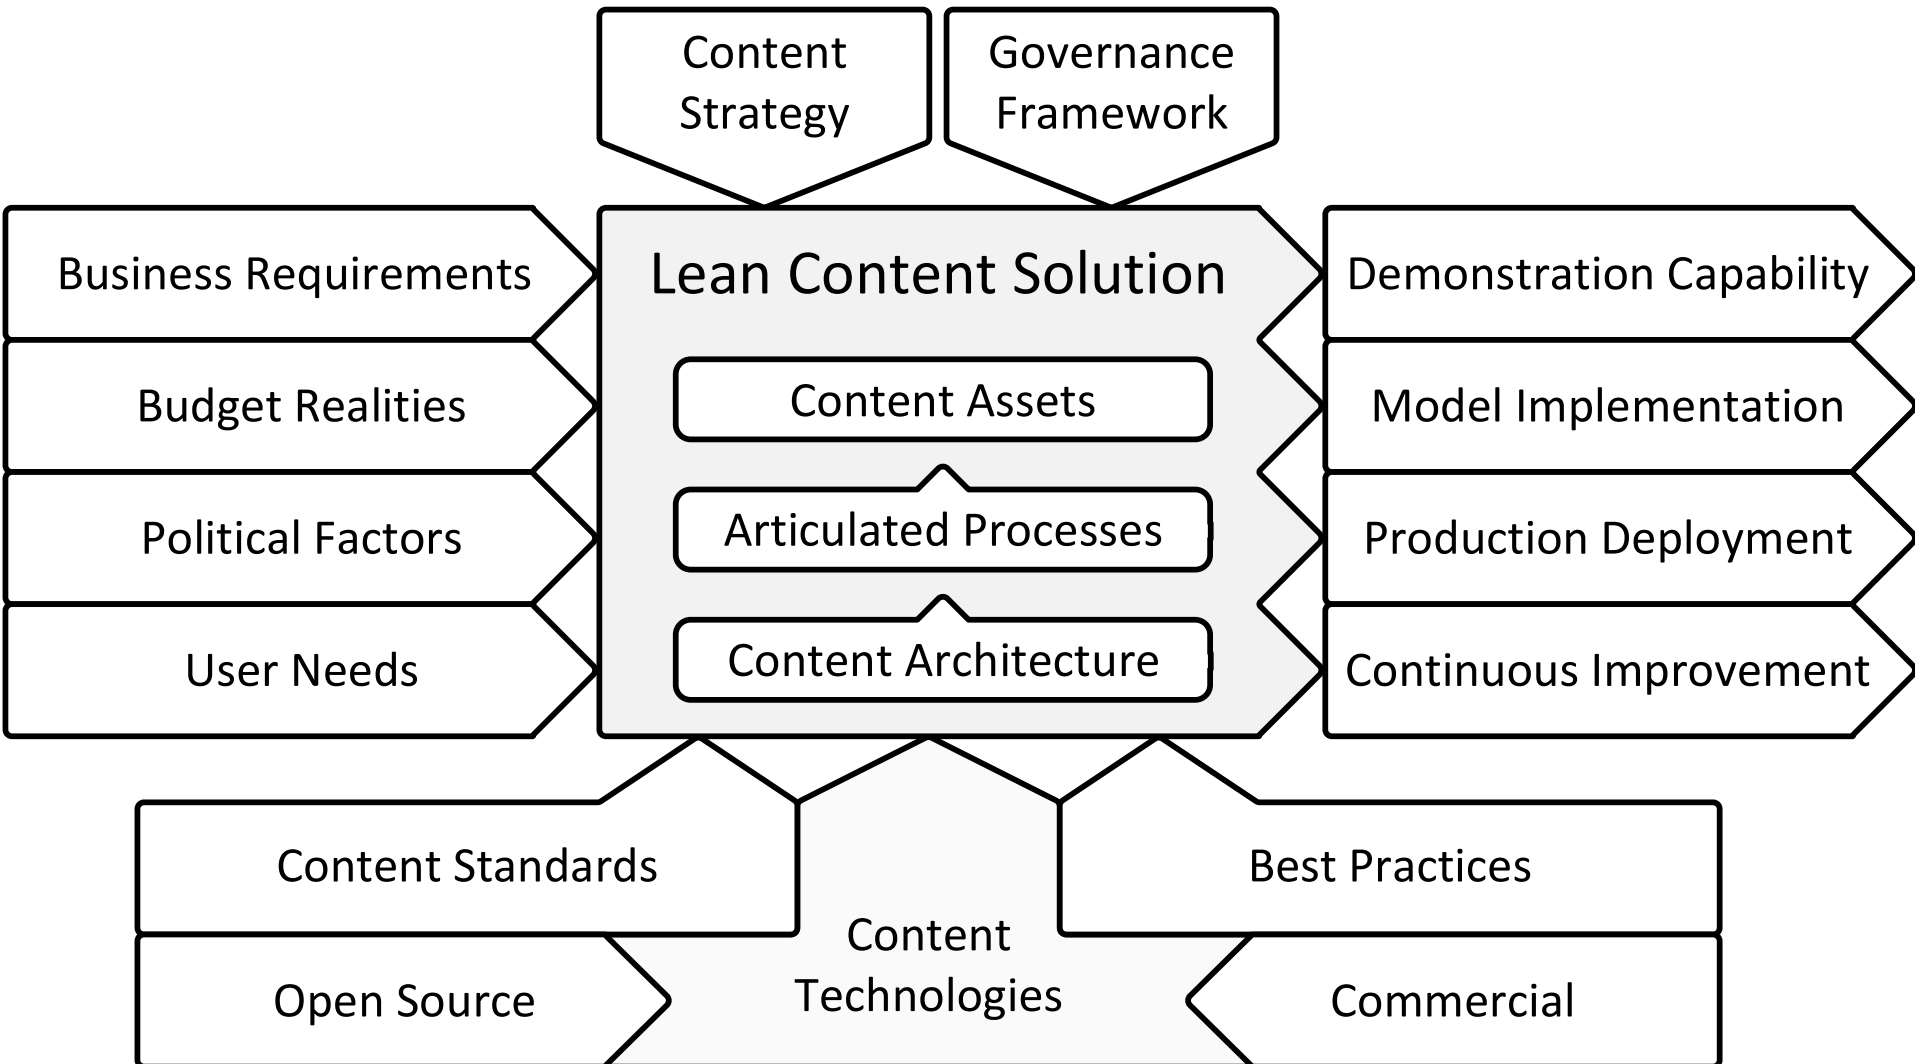 Content
Strategy
Governance
Framework
Business Requirements
Budget Realities
Political Factors
User Needs
Lean Content Solution
Content Assets
Articulated Processes
Content Architecture
Demonstration Capability
Model Implementation
Production Deployment
Continuous Improvement
Content Standards
Best Practices
Open Source
Content
Technologies
Commercial